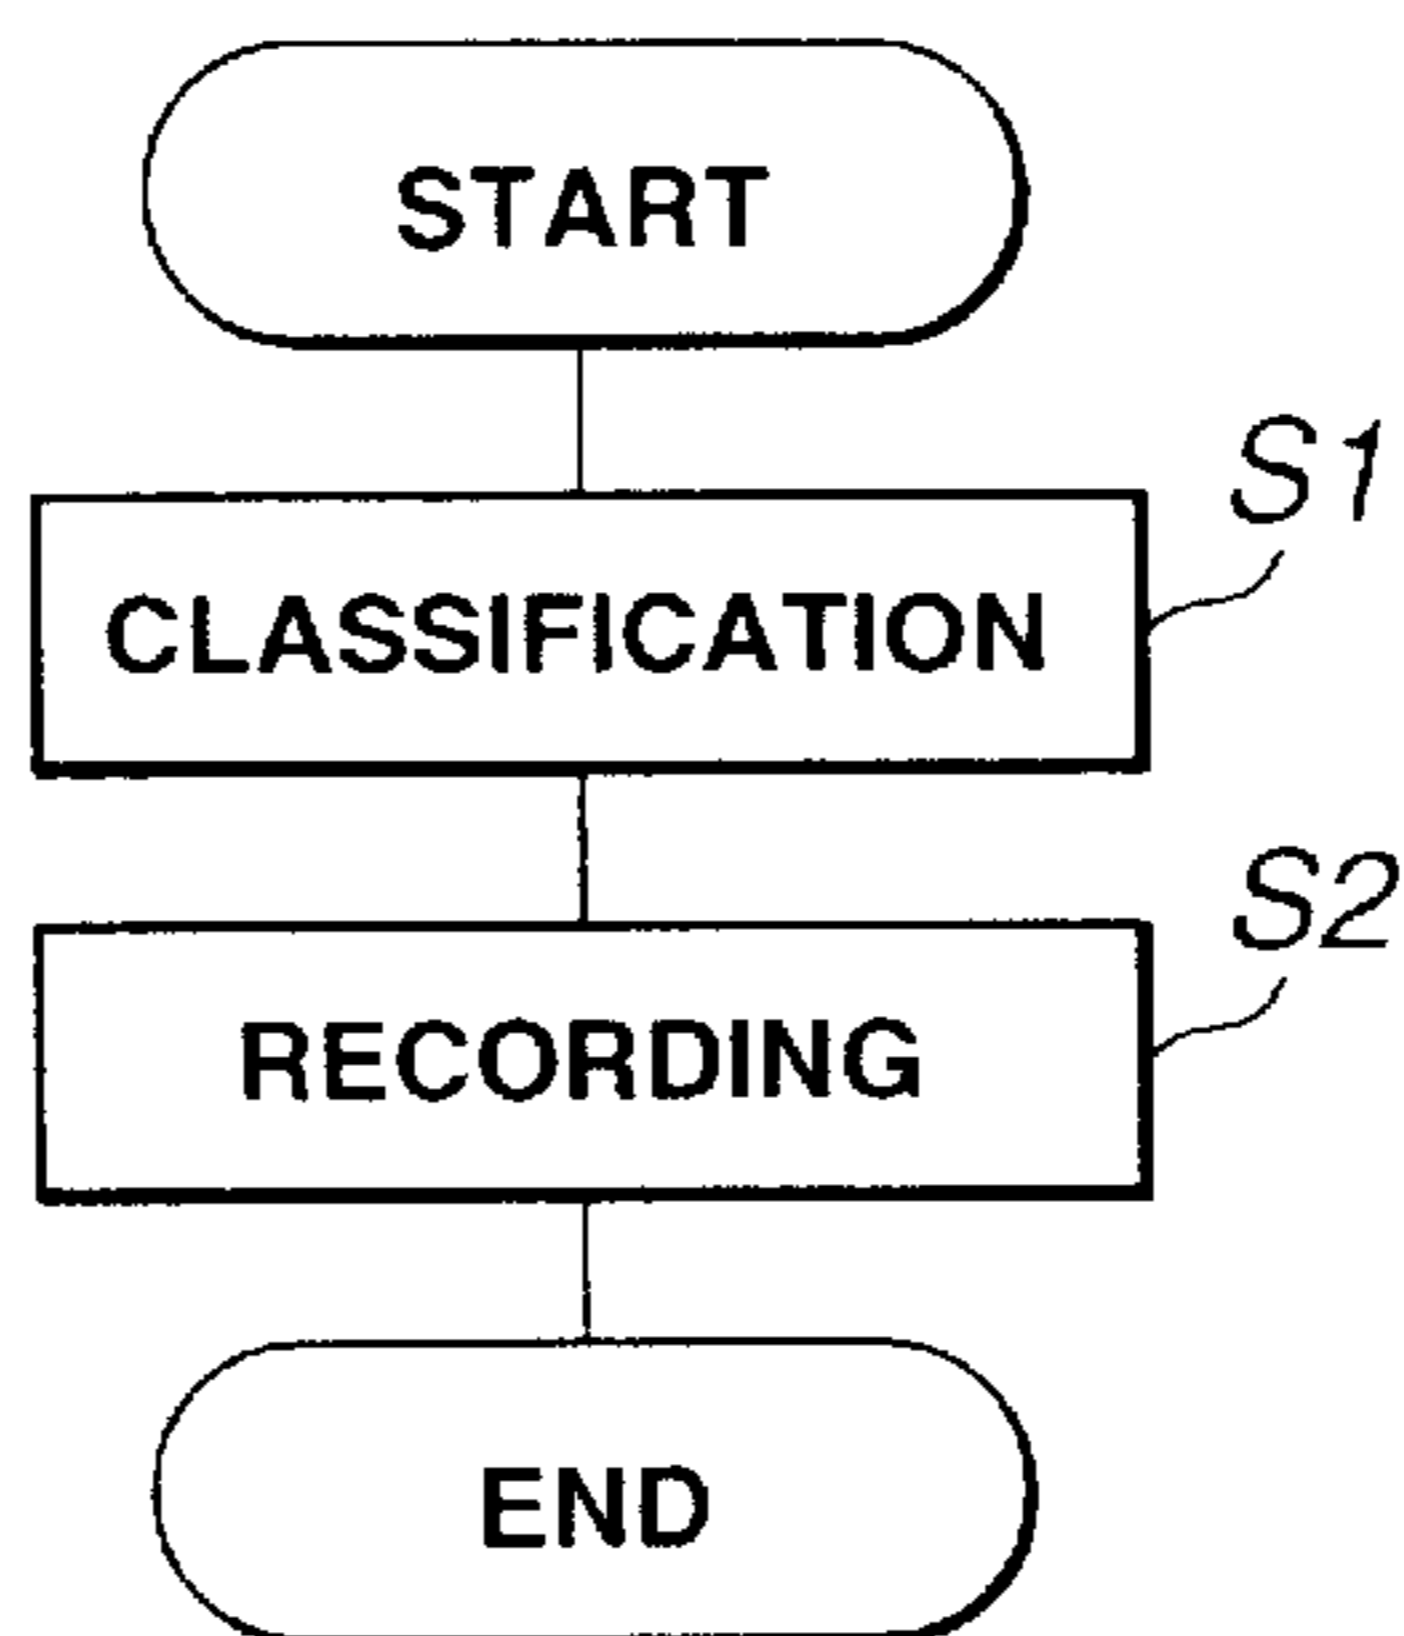 START
S1
CLASSIFICATION
S2
RECORDING
END